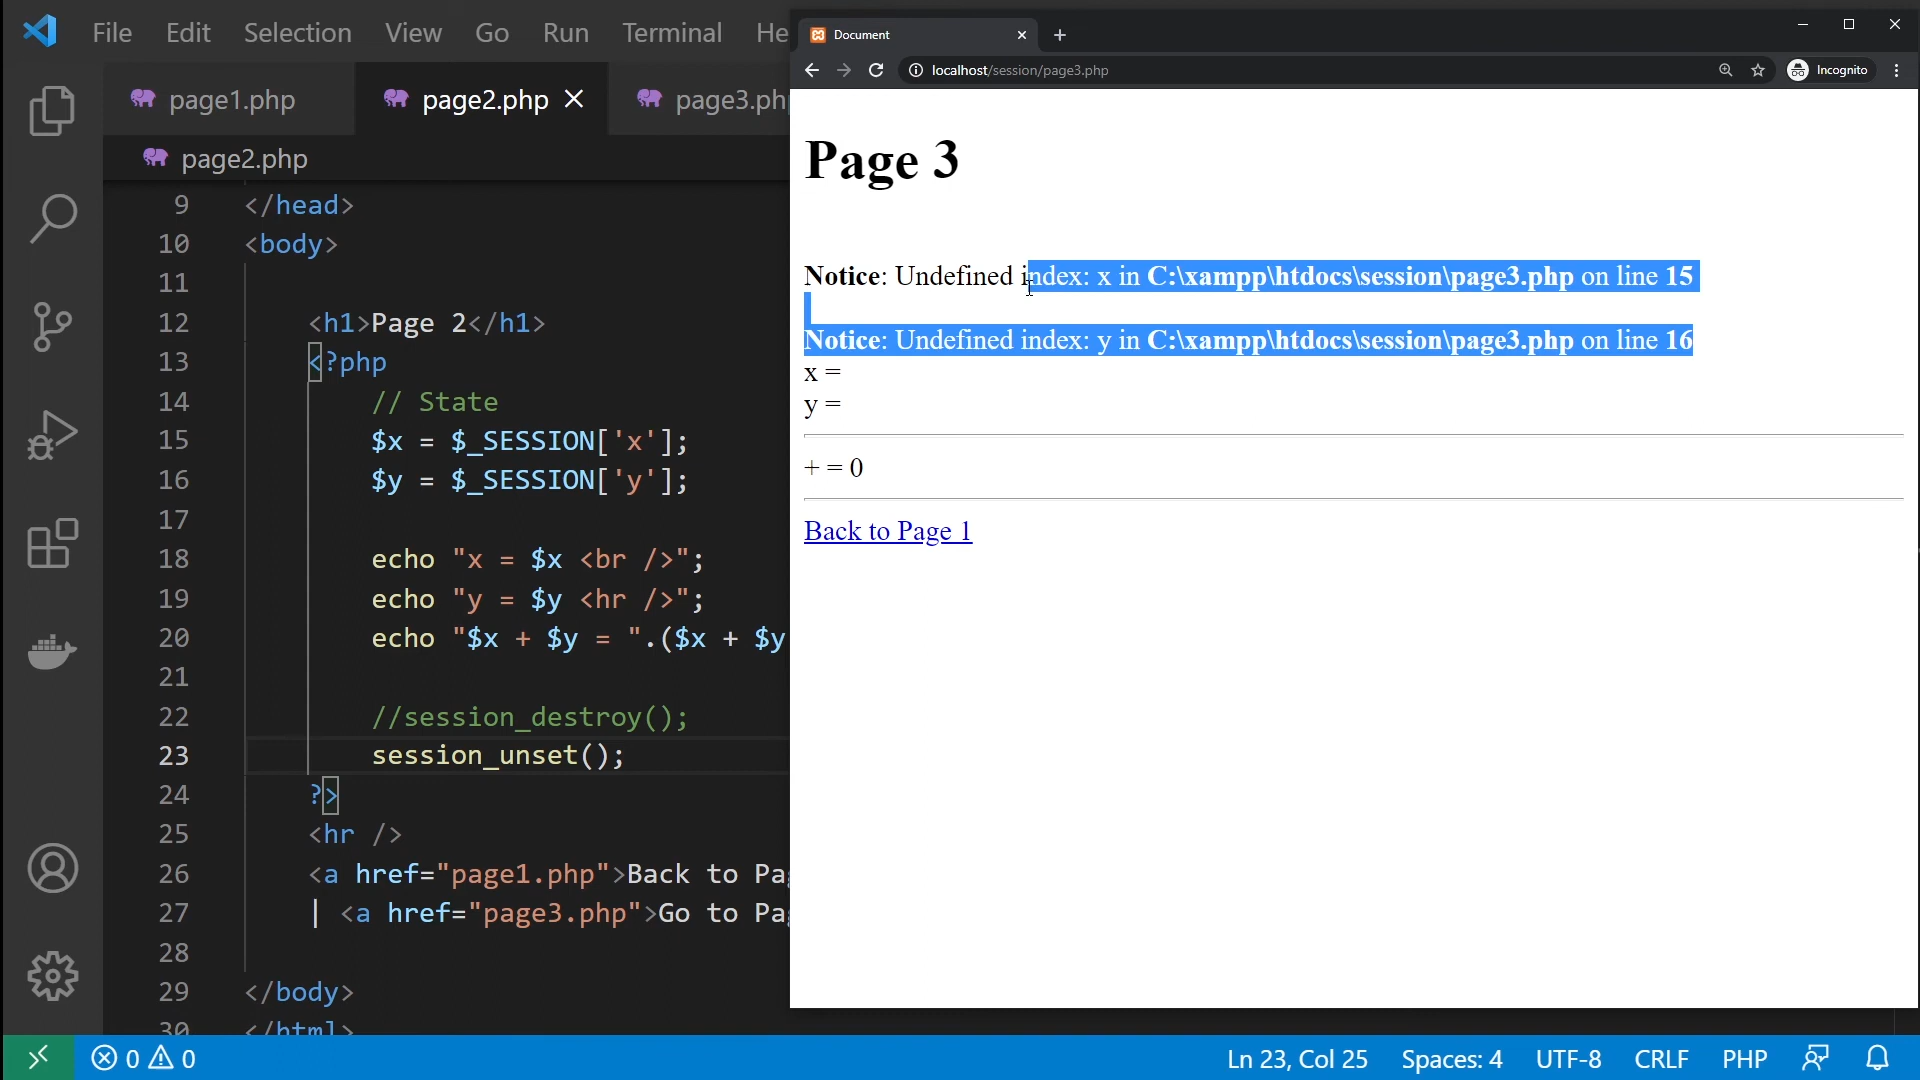 File Edit Selection View Go Run Terminal He
page1.php page2.php page3.ph
page2.php
9 </head>
10 <body>
11
12 <h1>Page 2</h1>
13 <?php
14 // State
15 $x = $_SESSION['x'];
16 $y = $_SESSION['y'];
17
18 echo "x = $x <br />";
19 echo "y = $y <hr />";
20 echo "$x + $y = ".($x + $y
21
22 //session_destroy();
23 session_unset();
24 ?>
25 <hr />
26 <a href="page1.php">Back to Pa
27 | <a href="page3.php">Go to Pa
28
29 </body>
30 </html>
Document
localhost/session/page3.php Incognito
Page 3
Notice: Undefined index: x in C:\xampp\htdocs\session\page3.php on line 15
Notice: Undefined index: y in C:\xampp\htdocs\session\page3.php on line 16
x =
y =
+ = 0
Back to Page 1
0 0 Ln 23, Col 25 Spaces: 4 UTF-8 CRLF PHP